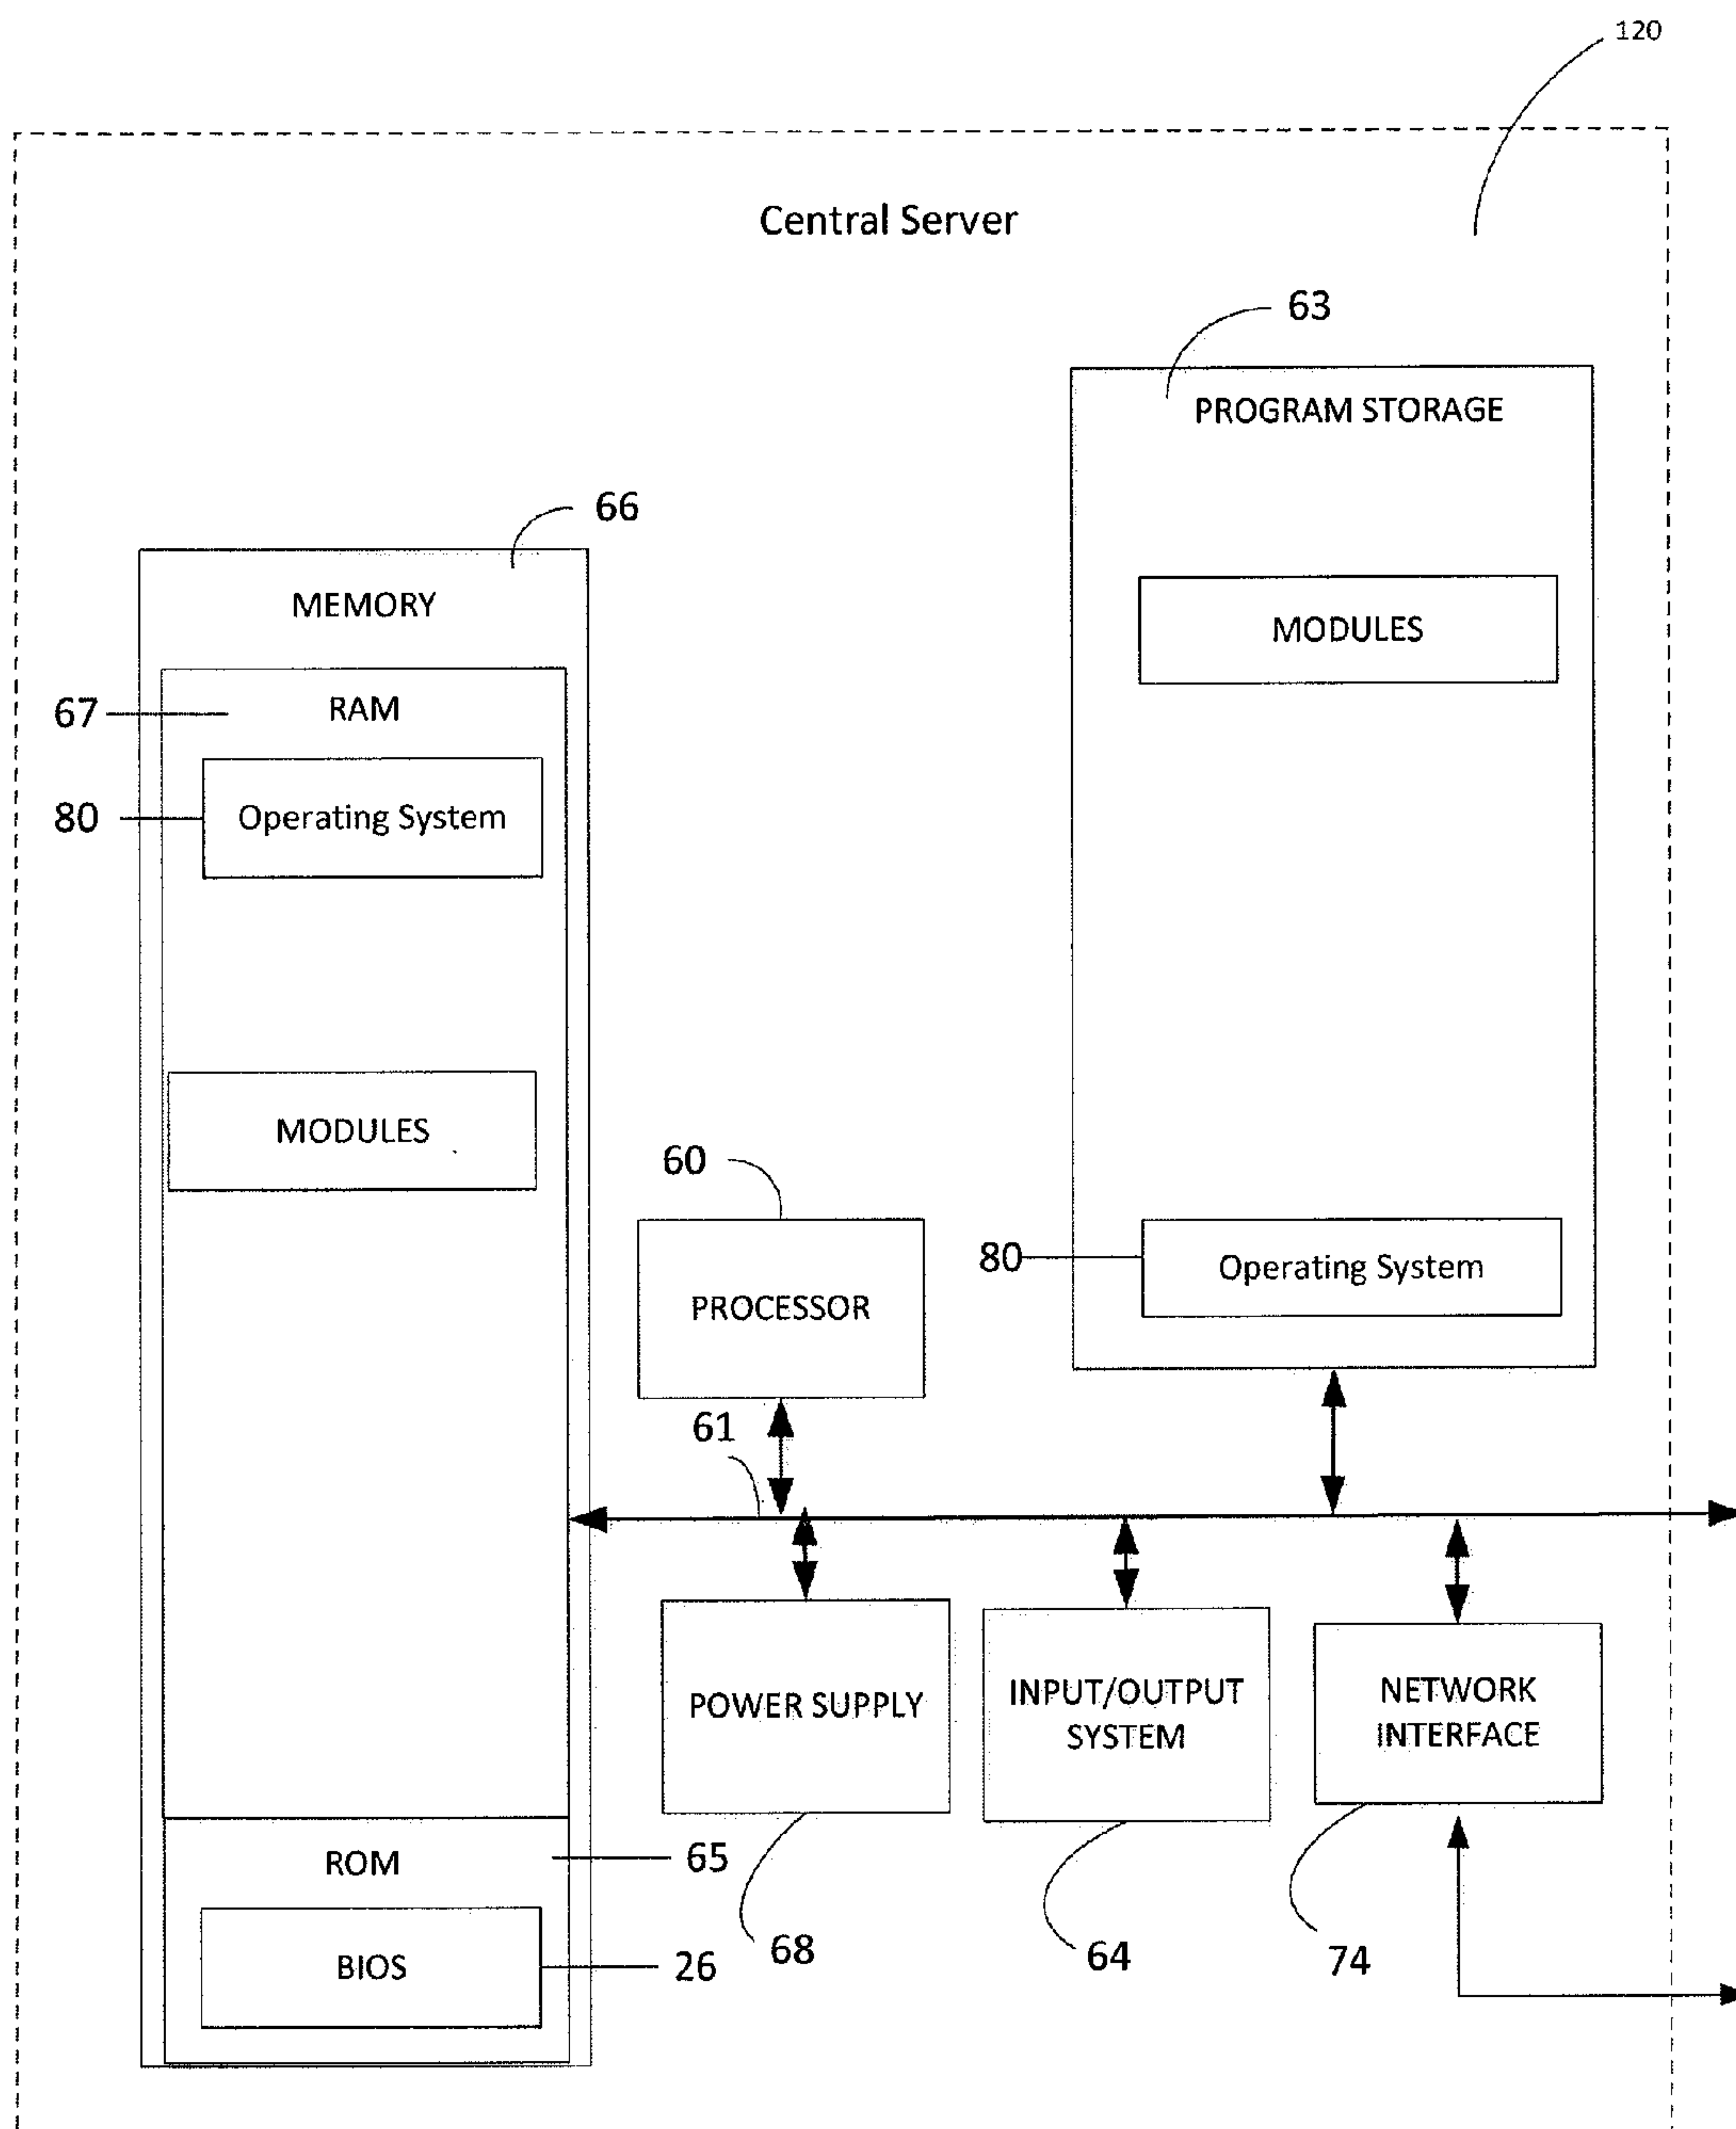 120
Central Server
63
PROGRAM STORAGE
66
MEMORY
MODULES
67
RAM
80
Operating System
MODULES
60
PROCESSOR
80
Operating System
61
POWER SUPPLY
INPUT/OUTPUT
SYSTEM
NETWORK
INTERFACE
ROM
65
68
64
74
BIOS
26